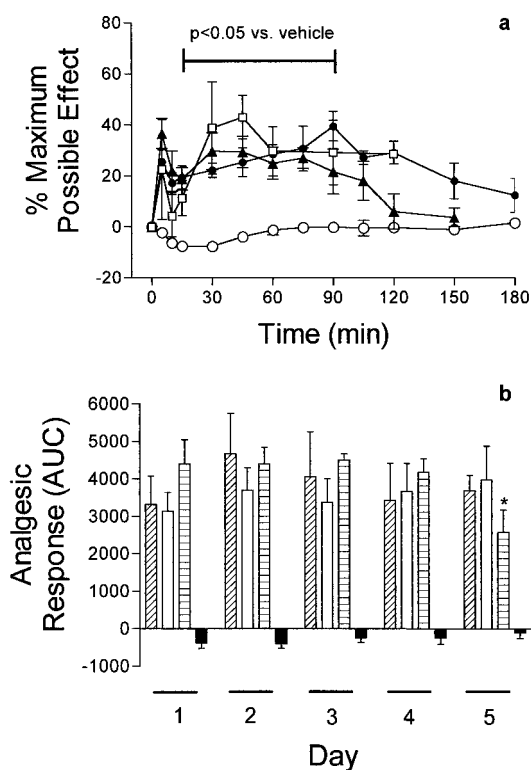 a
p<0.05 vs. vehicle
80
60
40
20
0
-20
% Maximum
Possible Effect
0 30 60 90 120 150 180
Time (min)
b
6000
5000
4000
3000
2000
1000
0
-1000
Analgesic
Response (AUC)
*
1 2 3 4 5
Day